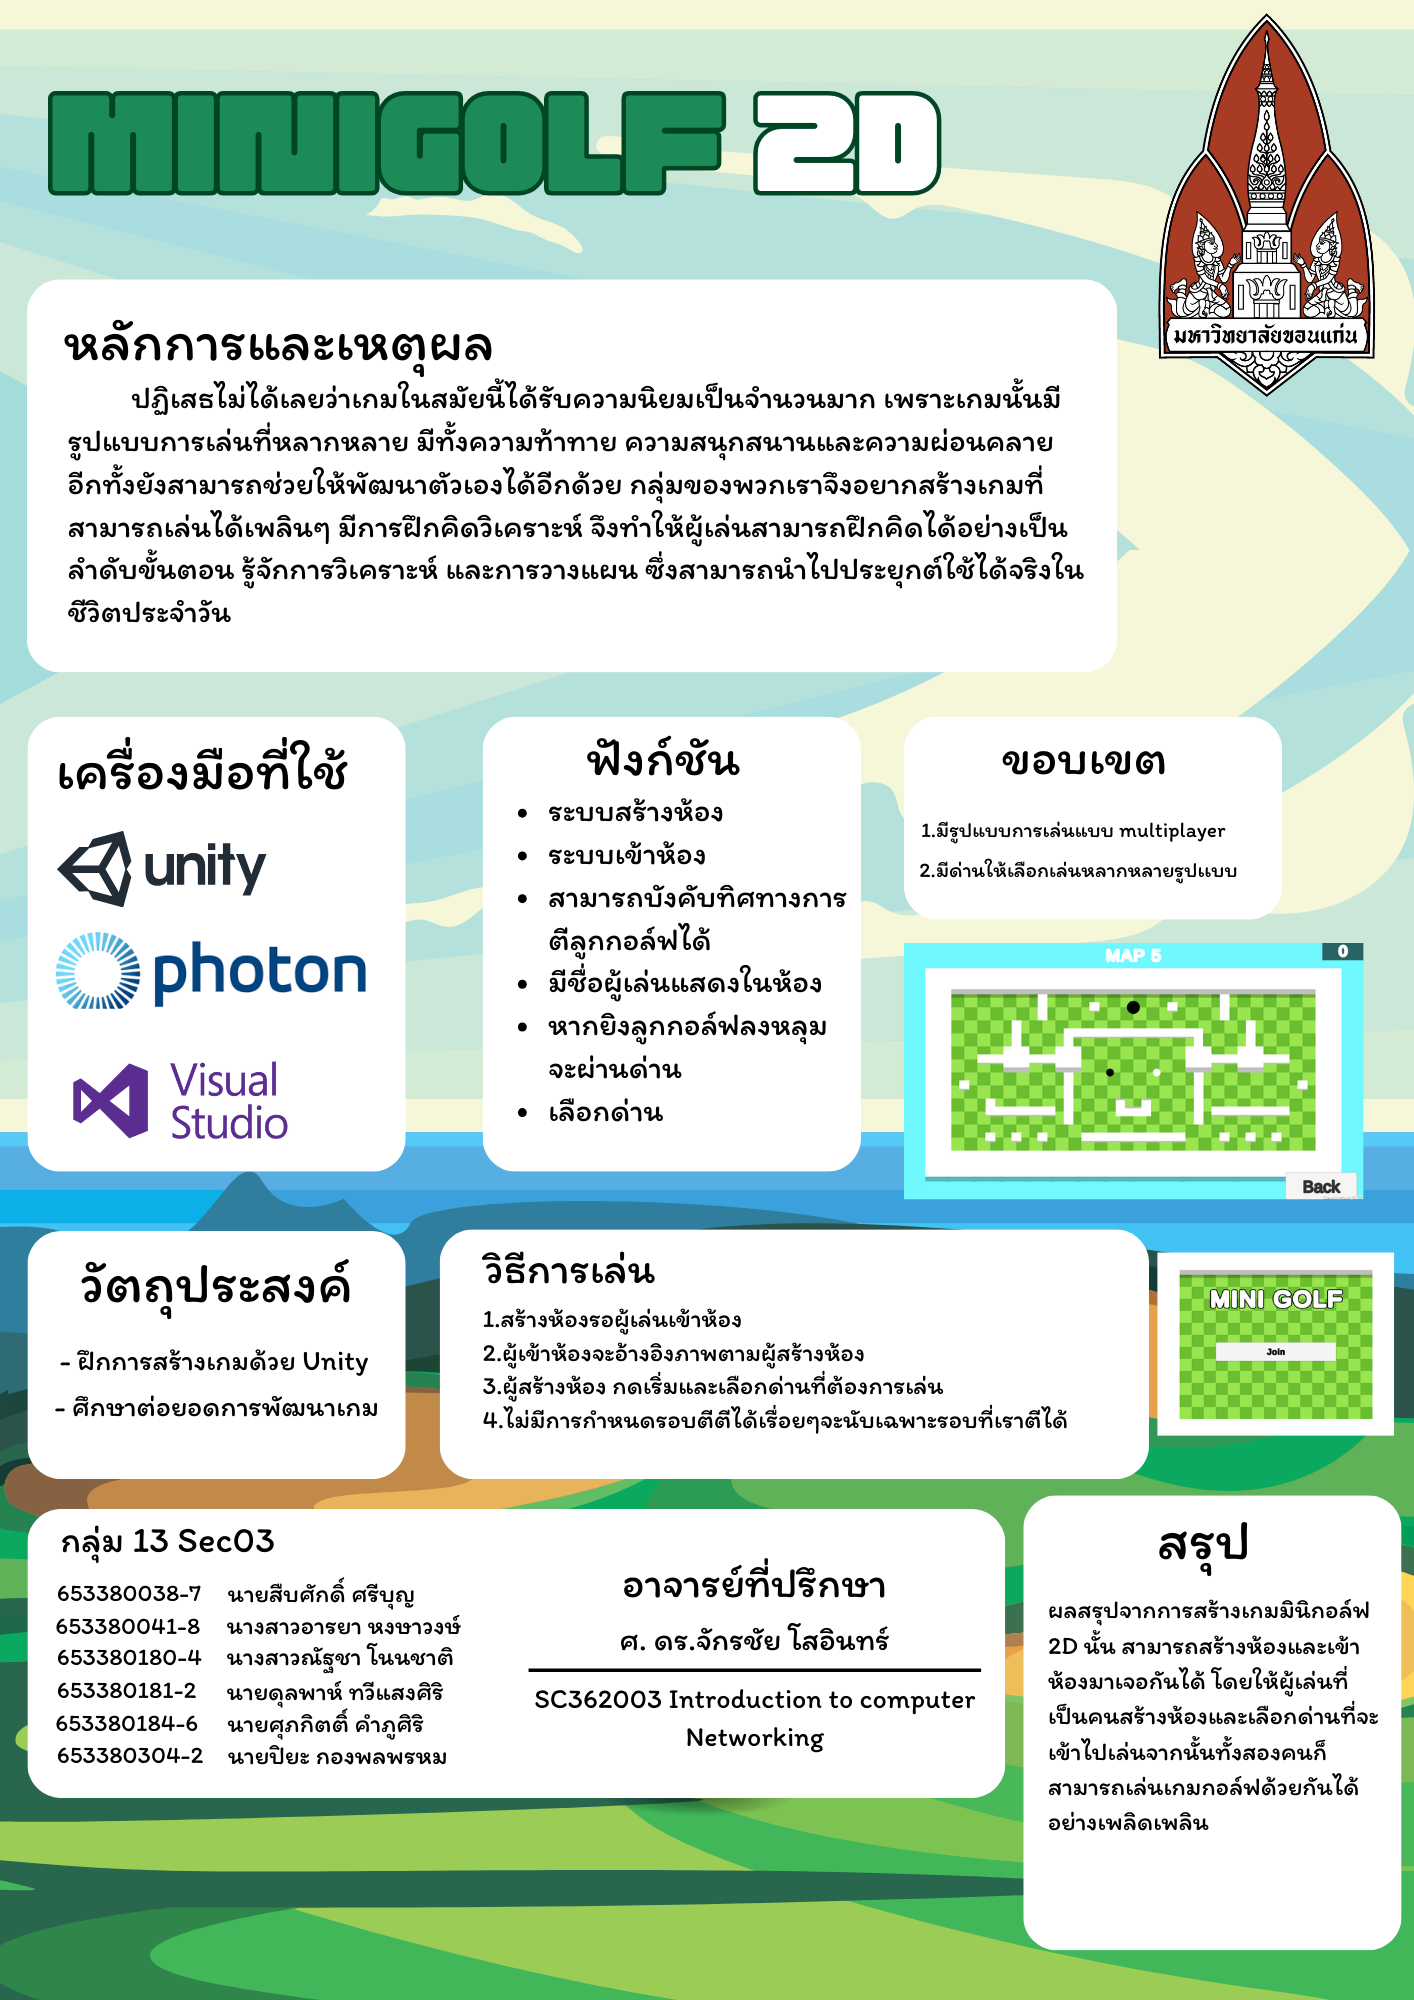 MINIGOLF 2D
มหาวิทยาลัยขอนแก่น
หลักการและเหตุผล
ปฏิเสธไม่ได้เลยว่าเกมในสมัยนี้ได้รับความนิยมเป็นจำนวนมาก เพราะเกมนั้นมี
รูปแบบการเล่นที่หลากหลาย มีทั้งความท้าทาย ความสนุกสนานและความผ่อนคลาย
อีกทั้งยังสามารถช่วยให้พัฒนาตัวเองได้อีกด้วย กลุ่มของพวกเราจึงอยากสร้างเกมที่
สามารถเล่นได้เพลินๆ มีการฝึกคิดวิเคราะห์ จึงทำให้ผู้เล่นสามารถฝึกคิดได้อย่างเป็น
ลำดับขั้นตอน รู้จักการวิเคราะห์ และการวางแผน ซึ่งสามารถนำไปประยุกต์ใช้ได้จริงใน
ชีวิตประจำวัน
เครื่องมือที่ใช้
unity
photon
Visual
Studio
ฟังก์ชัน
• ระบบสร้างห้อง
• ระบบเข้าห้อง
• สามารถบังคับทิศทางการ
ตีลูกกอล์ฟได้
• มีชื่อผู้เล่นแสดงในห้อง
• หากยิงลูกกอล์ฟลงหลุม
จะผ่านด่าน
• เลือกด่าน
ขอบเขต
1.มีรูปแบบการเล่นแบบ multiplayer
2.มีด่านให้เลือกเล่นหลากหลายรูปแบบ
MAP 5
0
Back
วัตถุประสงค์
- ฝึกการสร้างเกมด้วย Unity
- ศึกษาต่อยอดการพัฒนาเกม
วิธีการเล่น
1.สร้างห้องรอผู้เล่นเข้าห้อง
2.ผู้เข้าห้องจะอ้างอิงภาพตามผู้สร้างห้อง
3.ผู้สร้างห้อง กดเริ่มและเลือกด่านที่ต้องการเล่น
4.ไม่มีการกำหนดรอบตีตีได้เรื่อยๆจะนับเฉพาะรอบที่เราตีได้
MINI GOLF
Join
กลุ่ม 13 Sec03
653380038-7 นายสืบศักดิ์ ศรีบุญ
653380041-8 นางสาวอารยา หงษาวงษ์
653380180-4 นางสาวณัฐชา โนนชาติ
653380181-2 นายดุลพาห์ ทวีแสงศิริ
653380184-6 นายศุภกิตติ์ คำภูศิริ
653380304-2 นายปิยะ กองพลพรหม
อาจารย์ที่ปรึกษา
ศ. ดร.จักรชัย โสอินทร์
SC362003 Introduction to computer
Networking
สรุป
ผลสรุปจากการสร้างเกมมินิกอล์ฟ
2D นั้น สามารถสร้างห้องและเข้า
ห้องมาเจอกันได้ โดยให้ผู้เล่นที่
เป็นคนสร้างห้องและเลือกด่านที่จะ
เข้าไปเล่นจากนั้นทั้งสองคนก็
สามารถเล่นเกมกอล์ฟด้วยกันได้
อย่างเพลิดเพลิน